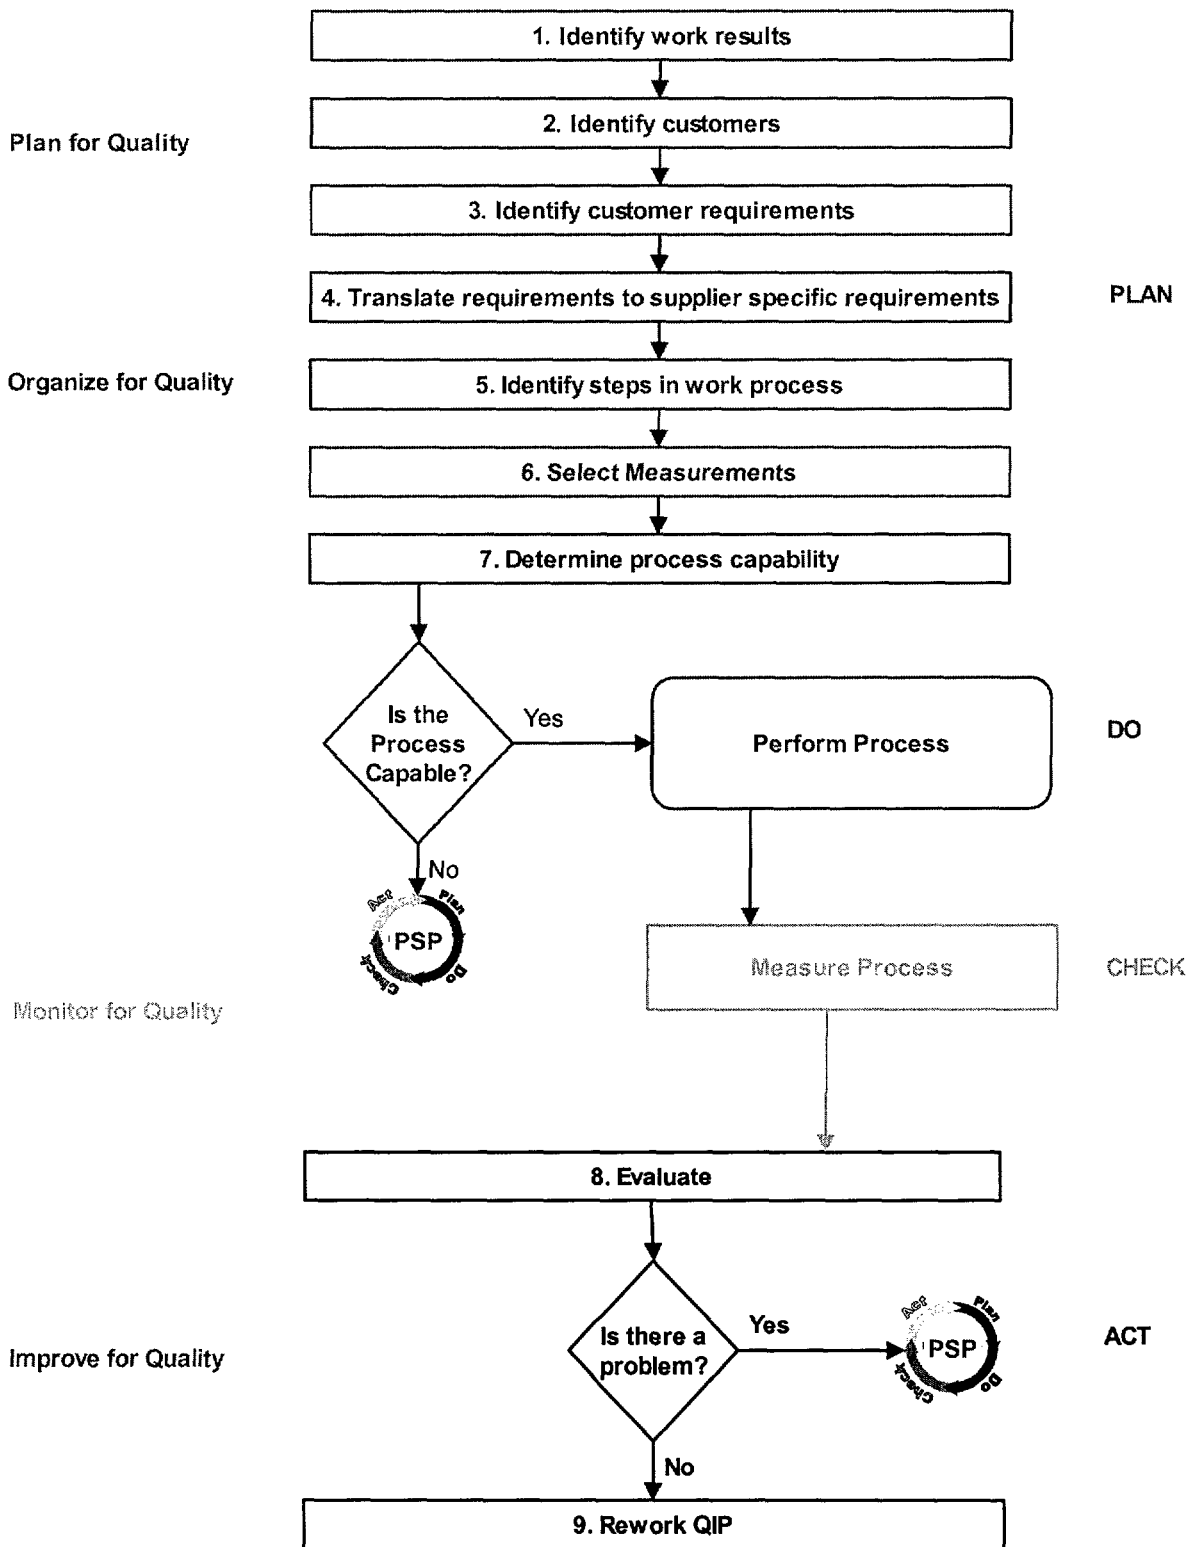 1. Identify work results
2. Identify customers
Plan for Quality
3. Identify customer requirements
4. Translate requirements to supplier specific requirements
PLAN
Organize for Quality
5. Identify steps in work process
6. Select Measurements
7. Determine process capability
Is the
Process
Capable?
Yes
Perform Process
DO
No
Act
Plan
PSP
Check
Do
Measure Process
CHECK
Monitor for Quality
8. Evaluate
Is there a
problem?
Yes
Act
Plan
PSP
Check
Do
ACT
Improve for Quality
No
9. Rework QIP